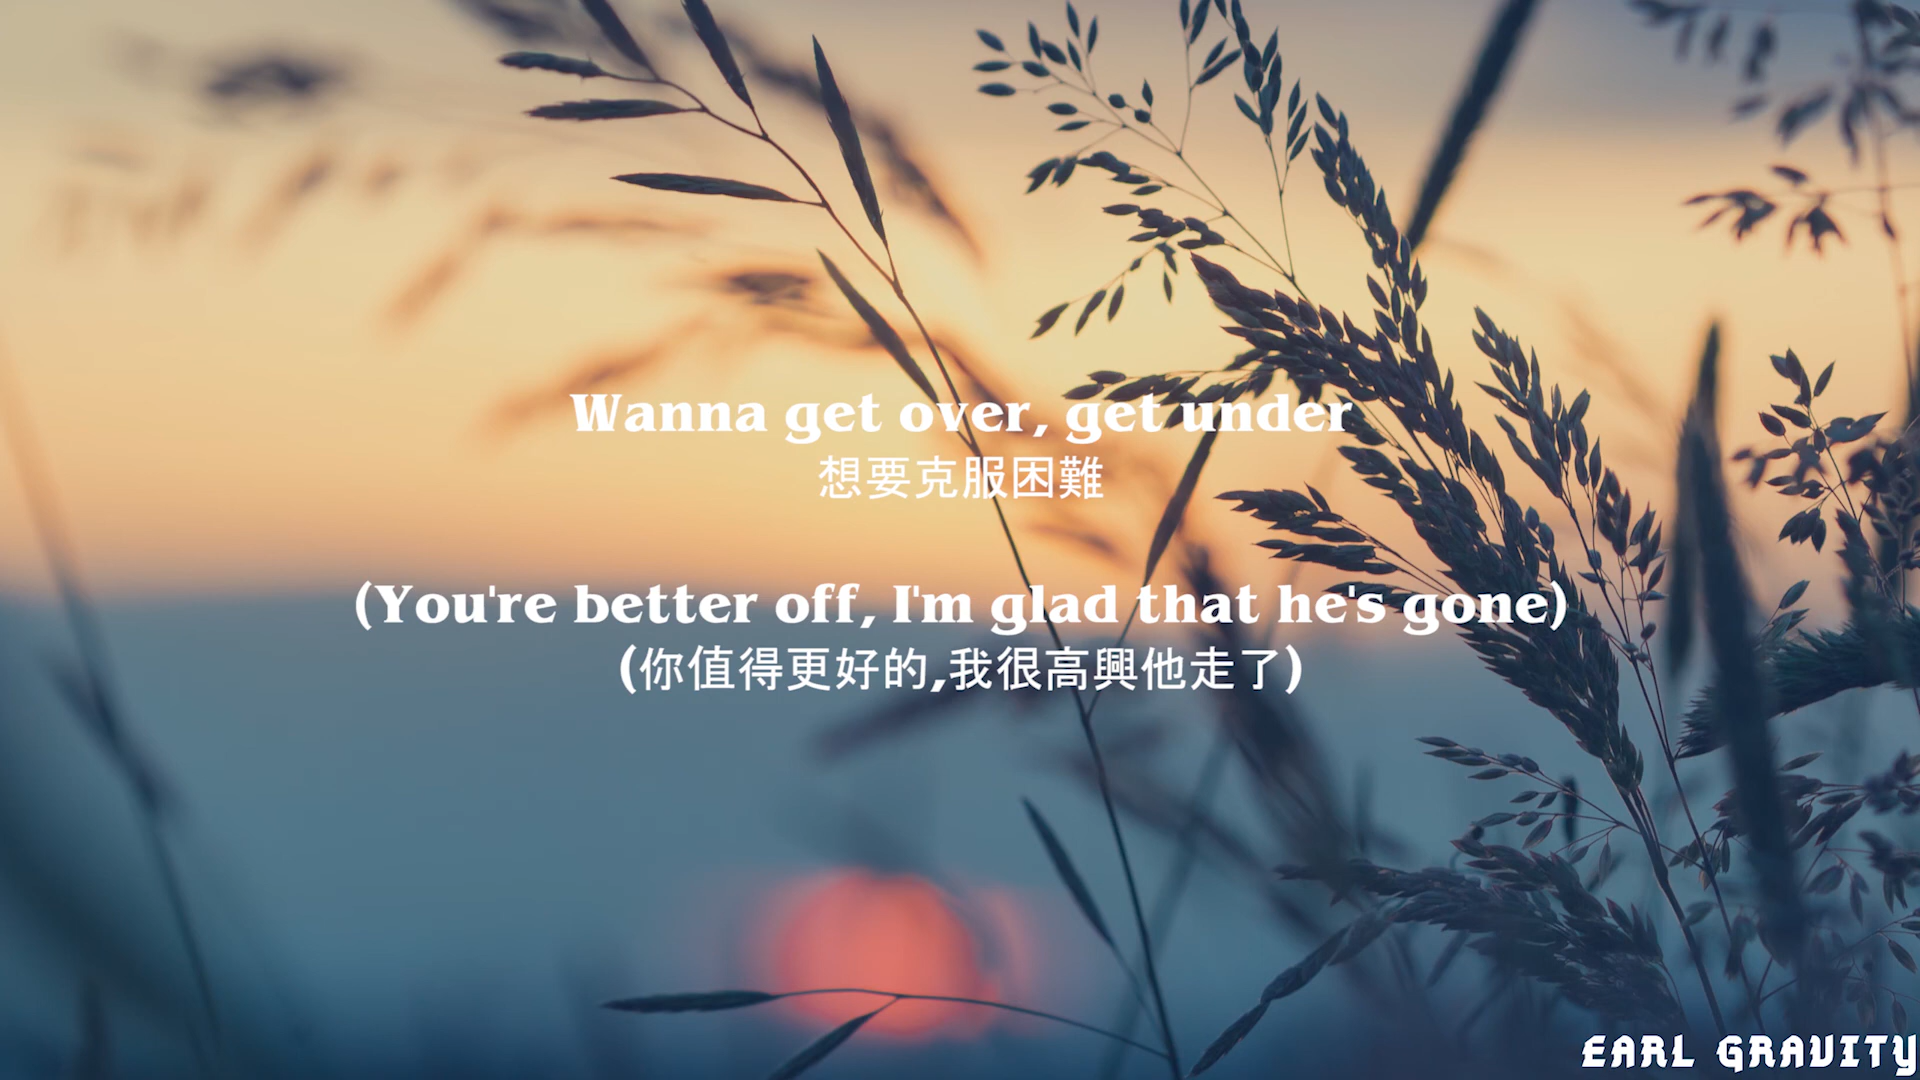 Wanna get over, get under
想要克服困難
(You're better off, I'm glad that he's gone)
(你值得更好的,我很高興他走了)
EARL GRAVITY